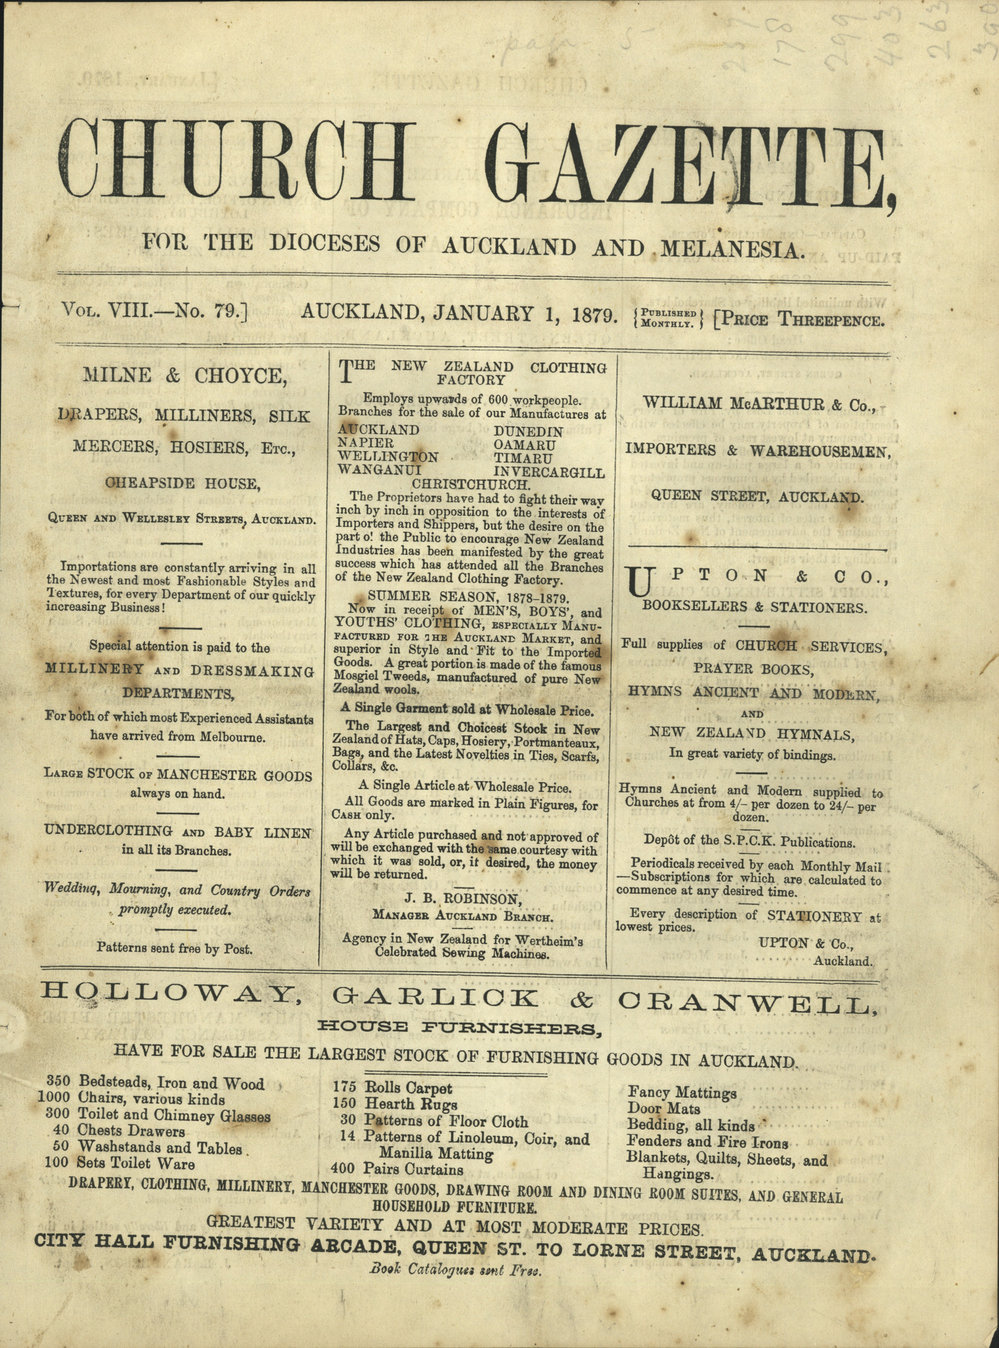 CHURCH GAZETTE,
FOR THE DIOCESES OF AUCKLAND AND MELANESIA.
VOL. VIII.—No. 79.] AUCKLAND, JANUARY 1, 1879. {PUBLISHED MONTHLY.} [PRICE THREEPENCE.
MILNE & CHOYCE,
DRAPERS, MILLINERS, SILK
MERCERS, HOSIERS, Etc.,
CHEAPSIDE HOUSE,
QUEEN AND WELLESLEY STREETS, AUCKLAND.
Importations are constantly arriving in all
the Newest and most Fashionable Styles and
Textures, for every Department of our quickly
increasing Business!
Special attention is paid to the
MILLINERY AND DRESSMAKING
DEPARTMENTS,
For both of which most Experienced Assistants
have arrived from Melbourne.
LARGE STOCK OF MANCHESTER GOODS
always on hand.
UNDERCLOTHING AND BABY LINEN
in all its Branches.
Wedding, Mourning, and Country Orders
promptly executed.
Patterns sent free by Post.
THE NEW ZEALAND CLOTHING
FACTORY
Employs upwards of 600 workpeople.
Branches for the sale of our Manufactures at
AUCKLAND DUNEDIN
NAPIER OAMARU
WELLINGTON TIMARU
WANGANUI INVERCARGILL
CHRISTCHURCH.
The Proprietors have had to fight their way
inch by inch in opposition to the interests of
Importers and Shippers, but the desire on the
part o! the Public to encourage New Zealand
Industries has been manifested by the great
success which has attended all the Branches
of the New Zealand Clothing Factory.
SUMMER SEASON, 1878-1879.
Now in receipt of MEN'S, BOYS', and
YOUTHS' CLOTHING, ESPECIALLY MANU-
FACTURED FOR THE AUCKLAND MARKET, and
superior in Style and Fit to the Imported
Goods. A great portion is made of the famous
Mosgiel Tweeds, manufactured of pure New
Zealand wools.
A Single Garment sold at Wholesale Price.
The Largest and Choicest Stock in New
Zealand of Hats, Caps, Hosiery, Portmanteaux,
Bags, and the Latest Novelties in Ties, Scarfs,
Collars, &c.
A Single Article at Wholesale Price.
All Goods are marked in Plain Figures, for
CASH only.
Any Article purchased and not approved of
will be exchanged with the same courtesy with
which it was sold, or, if desired, the money
will be returned.
J. B. ROBINSON,
MANAGER AUCKLAND BRANCH.
Agency in New Zealand for Wertheim's
Celebrated Sewing Machines.
WILLIAM McARTHUR & Co.,
IMPORTERS & WAREHOUSEMEN,
QUEEN STREET, AUCKLAND.
UPTON & CO.,
BOOKSELLERS & STATIONERS.
Full supplies of CHURCH SERVICES,
PRAYER BOOKS,
HYMNS ANCIENT AND MODERN,
AND
NEW ZEALAND HYMNALS,
In great variety of bindings.
Hymns Ancient and Modern supplied to
Churches at from 4/- per dozen to 24/- per
dozen.
Depôt of the S.P.C.K. Publications.
Periodicals received by each Monthly Mail
—Subscriptions for which are calculated to
commence at any desired time.
Every description of STATIONERY at
lowest prices.
UPTON & Co.,
Auckland.
HOLLOWAY, GARLICK & CRANWELL,
HOUSE FURNISHERS,
HAVE FOR SALE THE LARGEST STOCK OF FURNISHING GOODS IN AUCKLAND.
350 Bedsteads, Iron and Wood
1000 Chairs, various kinds
300 Toilet and Chimney Glasses
40 Chests Drawers
50 Washstands and Tables
100 Sets Toilet Ware
175 Rolls Carpet
150 Hearth Rugs
30 Patterns of Floor Cloth
14 Patterns of Linoleum, Coir, and
Manilla Matting
400 Pairs Curtains
Fancy Mattings
Door Mats
Bedding, all kinds
Fenders and Fire Irons
Blankets, Quilts, Sheets, and
Hangings.
DRAPERY, CLOTHING, MILLINERY, MANCHESTER GOODS, DRAWING ROOM AND DINING ROOM SUITES, AND GENERAL
HOUSEHOLD FURNITURE.
GREATEST VARIETY AND AT MOST MODERATE PRICES.
CITY HALL FURNISHING ARCADE, QUEEN ST. TO LORNE STREET, AUCKLAND.
Book Catalogues sent Free.